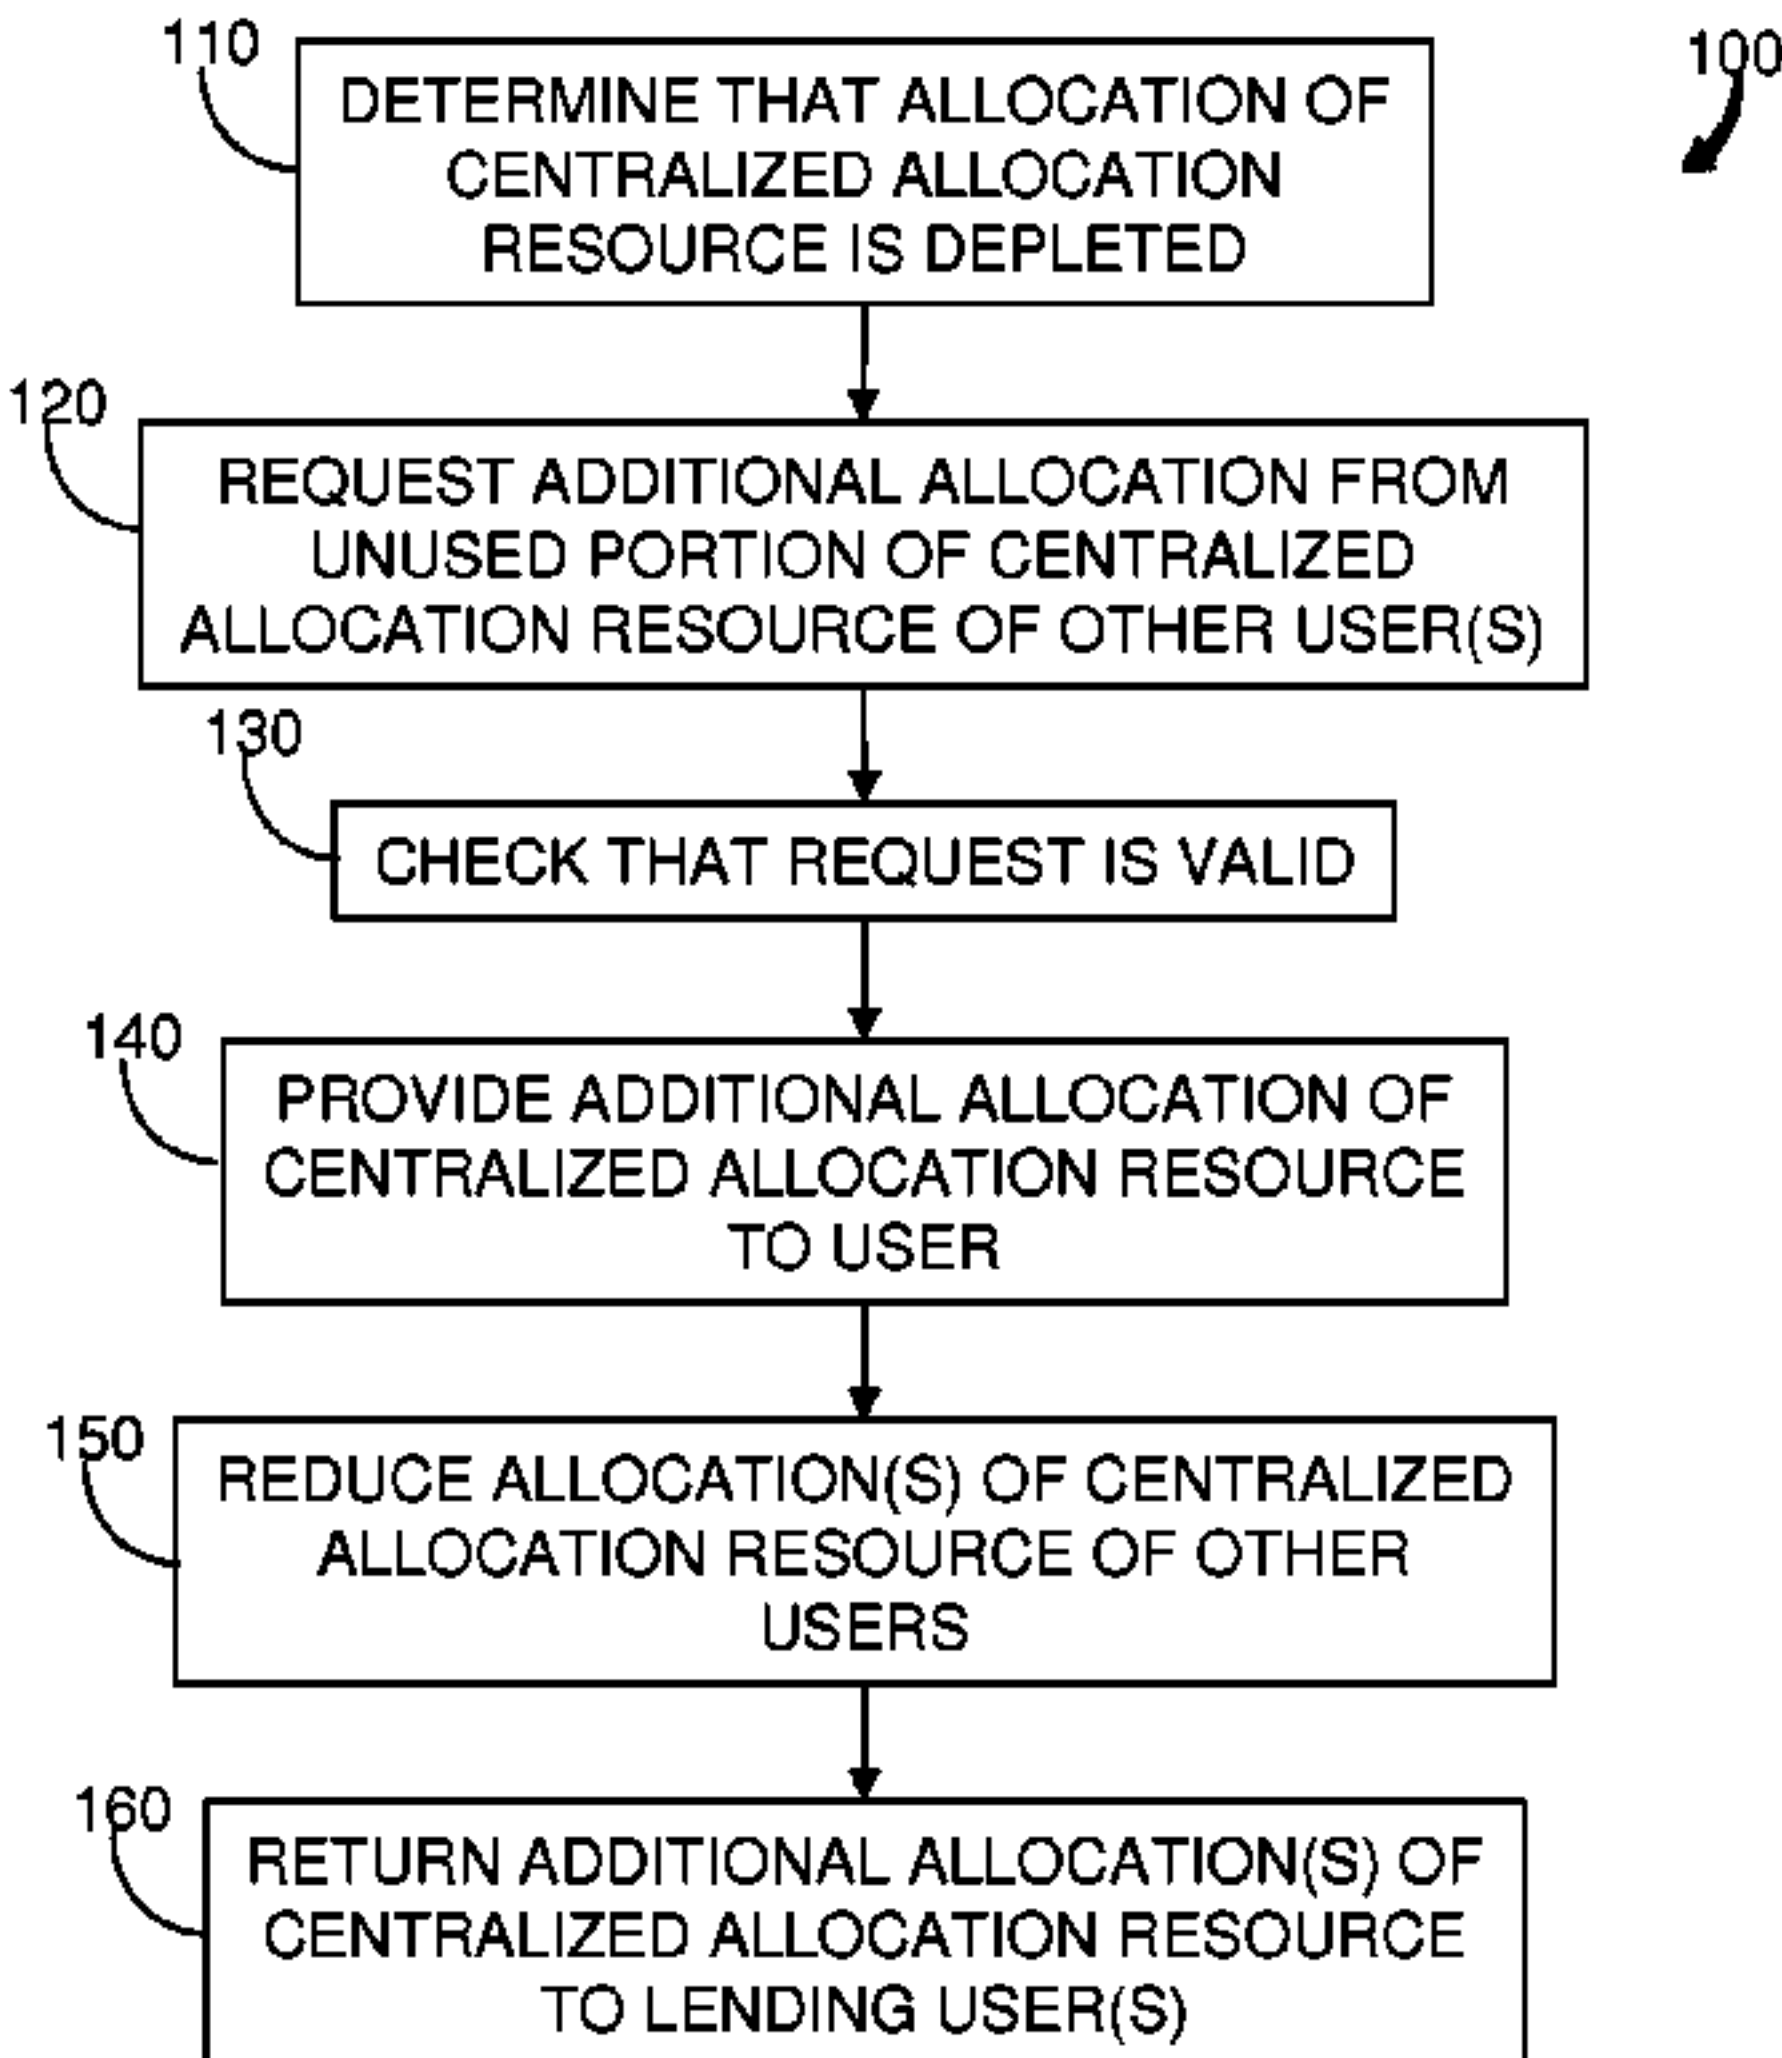 110
100
DETERMINE THAT ALLOCATION OF
CENTRALIZED ALLOCATION
RESOURCE IS DEPLETED
120
REQUEST ADDITIONAL ALLOCATION FROM
UNUSED PORTION OF CENTRALIZED
ALLOCATION RESOURCE OF OTHER USER(S)
130
CHECK THAT REQUEST IS VALID
140
PROVIDE ADDITIONAL ALLOCATION OF
CENTRALIZED ALLOCATION RESOURCE
TO USER
150
REDUCE ALLOCATION(S) OF CENTRALIZED
ALLOCATION RESOURCE OF OTHER
USERS
160
RETURN ADDITIONAL ALLOCATION(S) OF
CENTRALIZED ALLOCATION RESOURCE
TO LENDING USER(S)